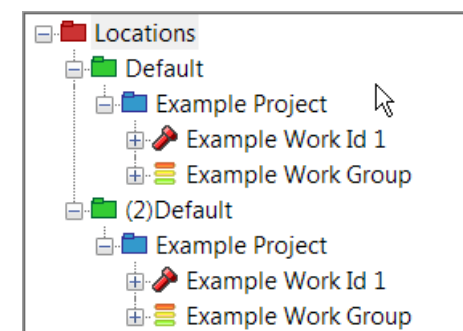 Locations
Default
Example Project
Example Work Id 1
Example Work Group
(2)Default
Example Project
Example Work Id 1
Example Work Group